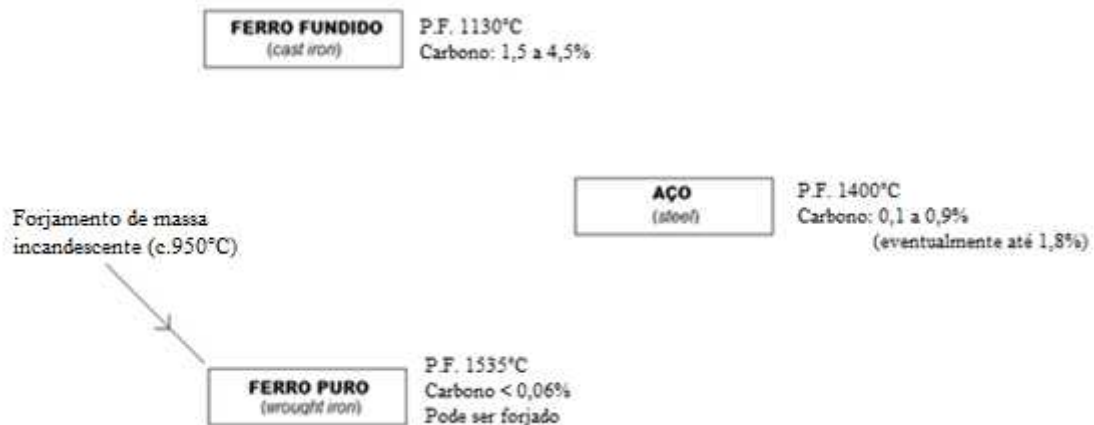 FERRO FUNDIDO
(cast iron)
P.F. 1130°C
Carbono: 1,5 a 4,5%
AÇO
(steel)
P.F. 1400°C
Carbono: 0,1 a 0,9%
(eventualmente até 1,8%)
Forjamento de massa
incandescente (c.950°C)
FERRO PURO
(wrought iron)
P.F. 1535°C
Carbono < 0,06%
Pode ser forjado